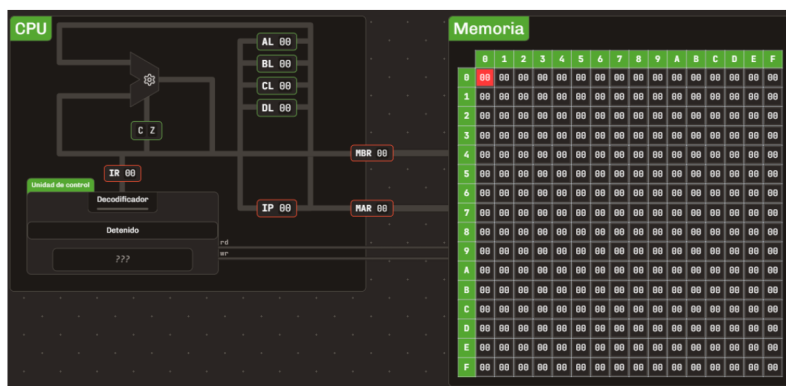 CPU
AL 00
BL 00
CL 00
DL 00
C Z
MBR 00
IR 00
Unidad de control
Decodificador
Detenido
???
IP 00
MAR 00
rd
wr
Memoria
0 1 2 3 4 5 6 7 8 9 A B C D E F
0 00 00 00 00 00 00 00 00 00 00 00 00 00 00 00 00
1 00 00 00 00 00 00 00 00 00 00 00 00 00 00 00 00
2 00 00 00 00 00 00 00 00 00 00 00 00 00 00 00 00
3 00 00 00 00 00 00 00 00 00 00 00 00 00 00 00 00
4 00 00 00 00 00 00 00 00 00 00 00 00 00 00 00 00
5 00 00 00 00 00 00 00 00 00 00 00 00 00 00 00 00
6 00 00 00 00 00 00 00 00 00 00 00 00 00 00 00 00
7 00 00 00 00 00 00 00 00 00 00 00 00 00 00 00 00
8 00 00 00 00 00 00 00 00 00 00 00 00 00 00 00 00
9 00 00 00 00 00 00 00 00 00 00 00 00 00 00 00 00
A 00 00 00 00 00 00 00 00 00 00 00 00 00 00 00 00
B 00 00 00 00 00 00 00 00 00 00 00 00 00 00 00 00
C 00 00 00 00 00 00 00 00 00 00 00 00 00 00 00 00
D 00 00 00 00 00 00 00 00 00 00 00 00 00 00 00 00
E 00 00 00 00 00 00 00 00 00 00 00 00 00 00 00 00
F 00 00 00 00 00 00 00 00 00 00 00 00 00 00 00 00